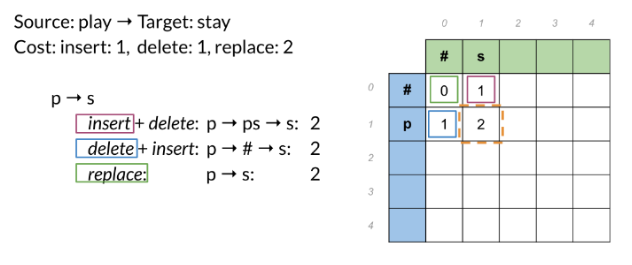 Source: play → Target: stay
Cost: insert: 1, delete: 1, replace: 2
p → s
insert + delete: p → ps → s: 2
delete + insert: p → # → s: 2
replace: p → s: 2
0 1 2 3 4
# s
0 # 0 1
1 p 1 2
2
3
4